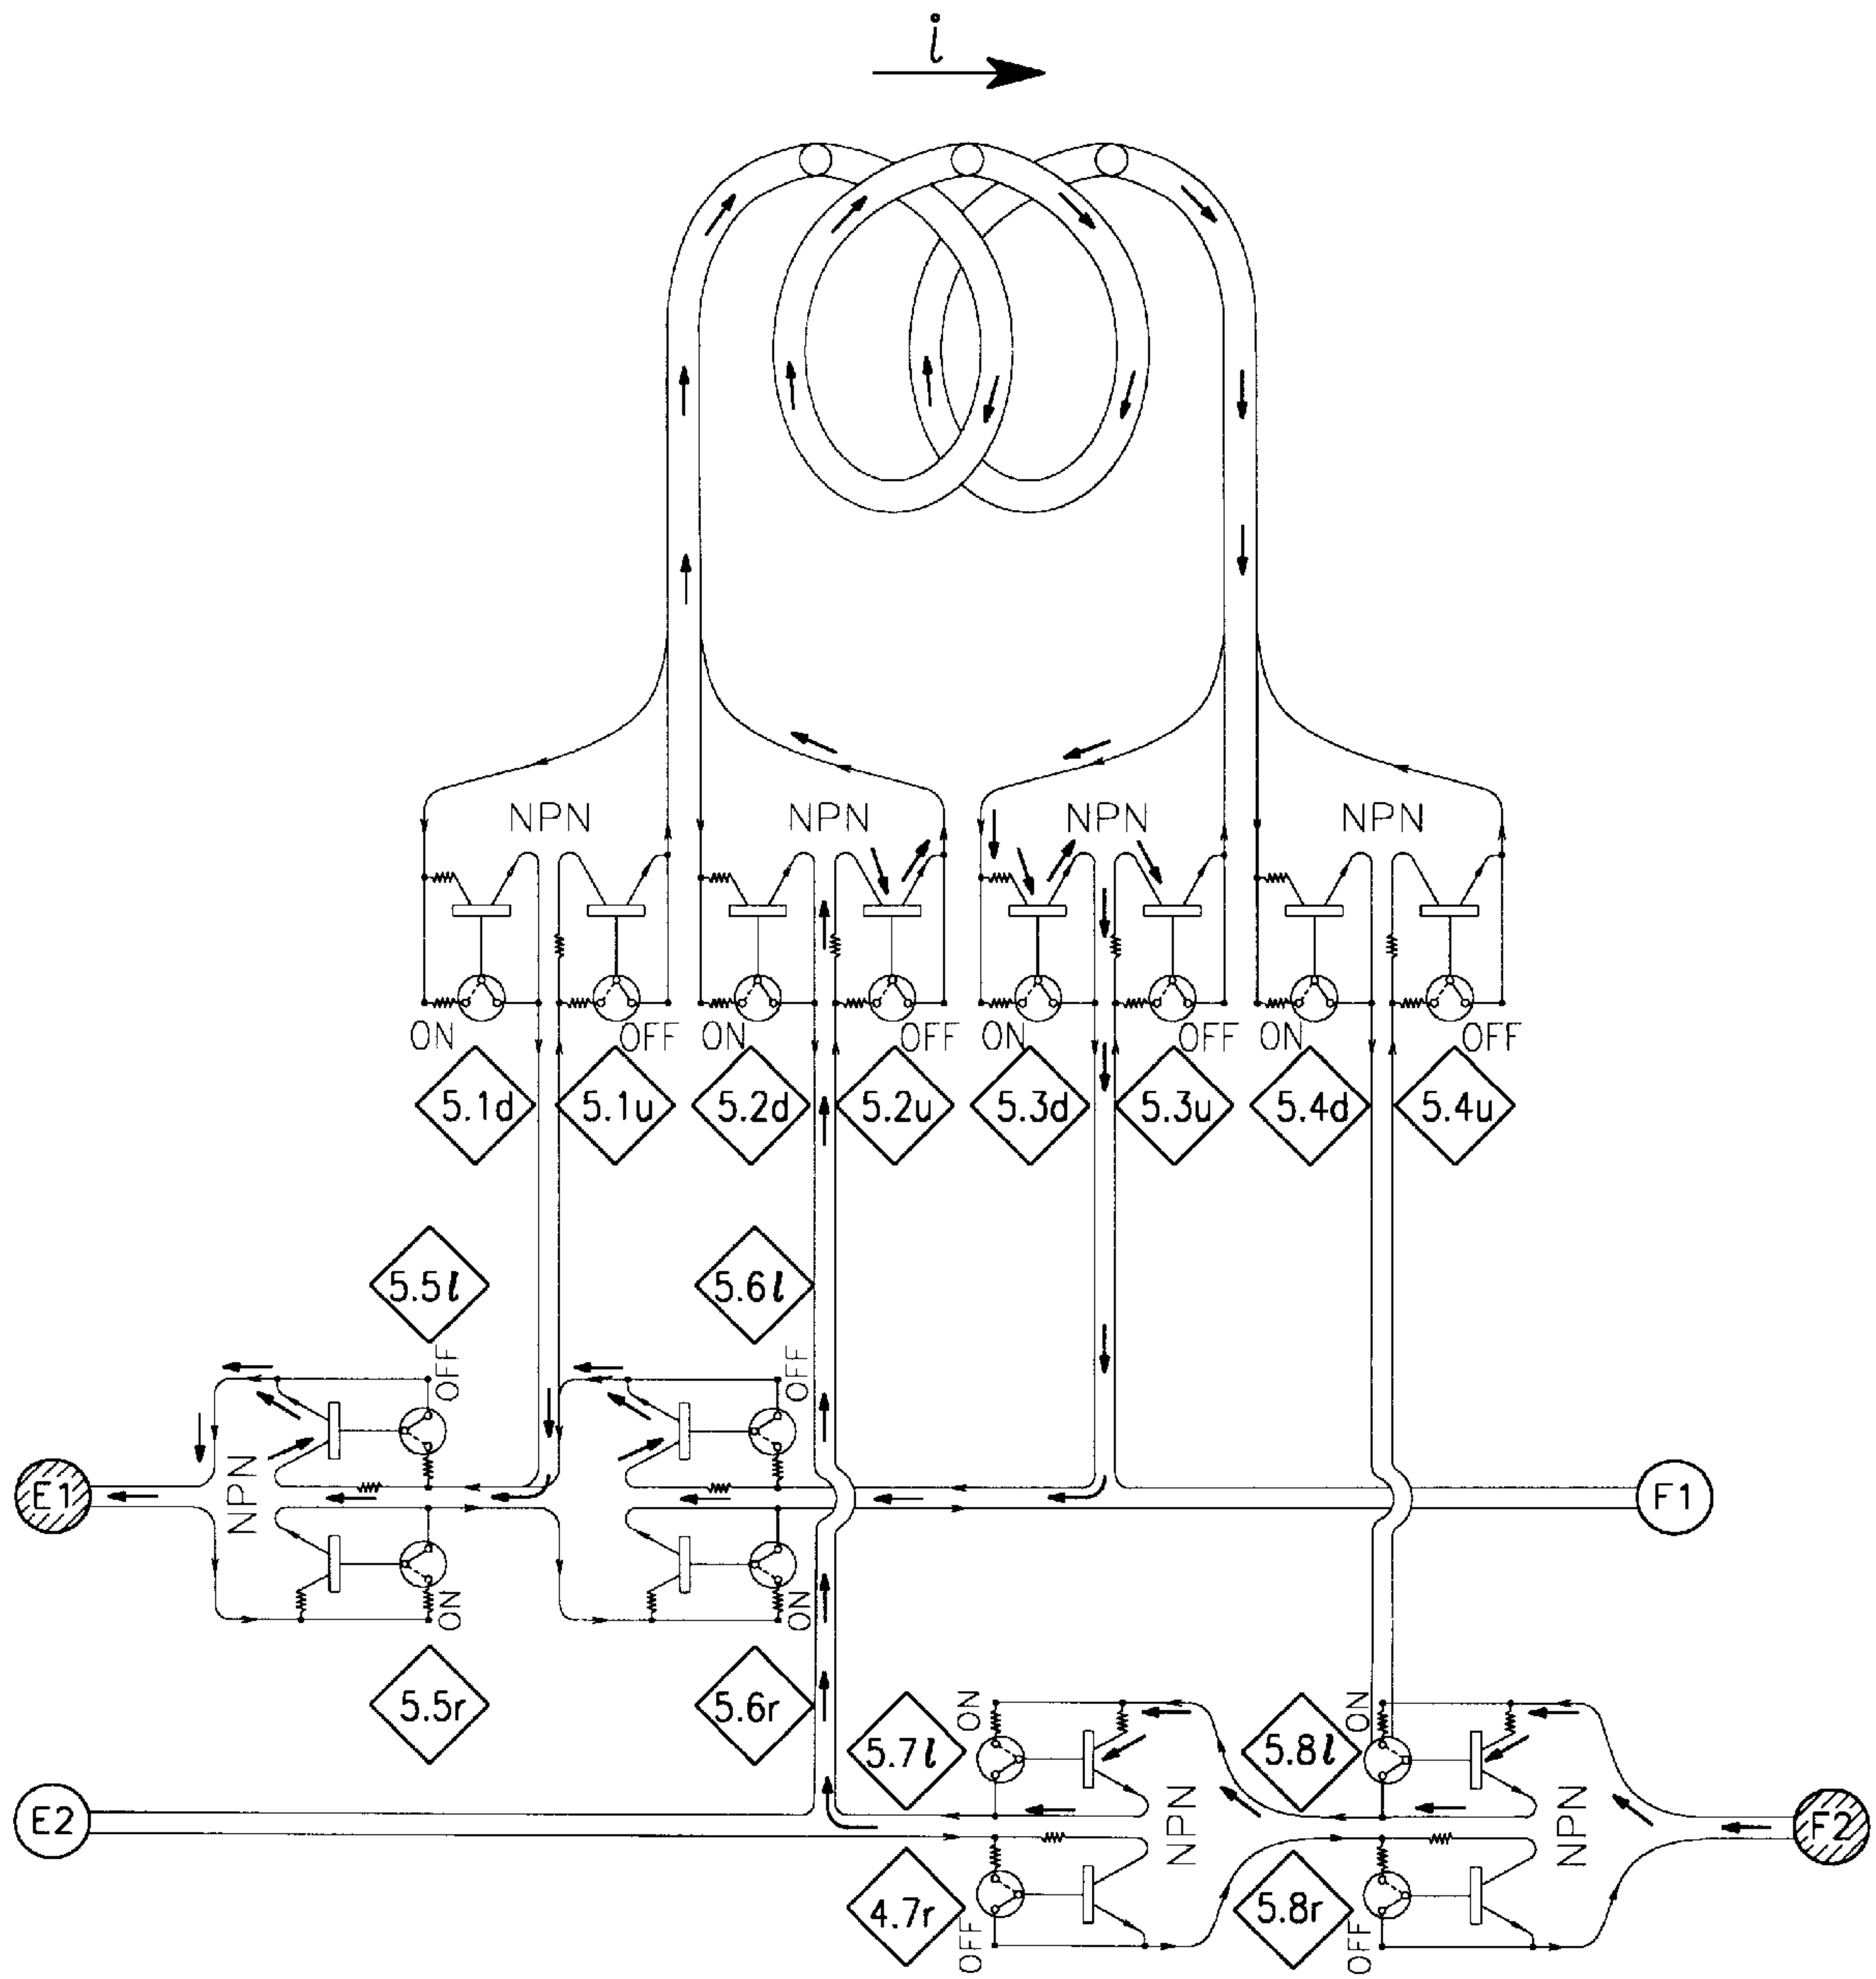 i
NPN NPN NPN NPN
ON OFF ON OFF ON OFF ON OFF
5.1d 5.1u 5.2d 5.2u 5.3d 5.3u 5.4d 5.4u
5.5l 5.6l
OFF OFF
E1 NPN F1
ON ON
5.5r 5.6r
ON ON
5.7l 5.8l
E2 NPN NPN F2
4.7r 5.8r
OFF OFF